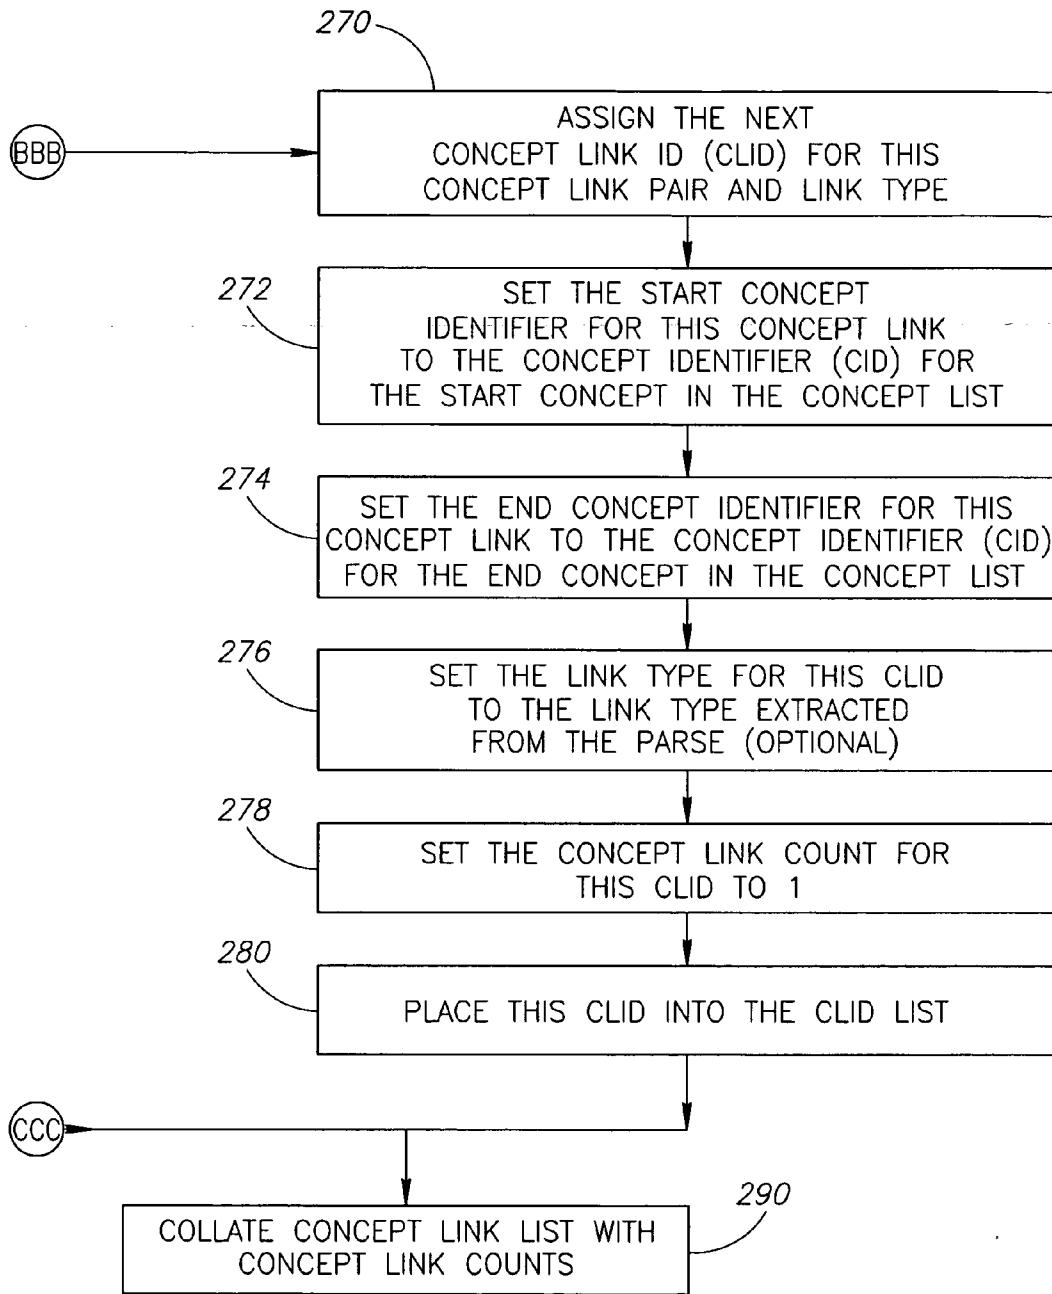 270
BBB
ASSIGN THE NEXT
CONCEPT LINK ID (CLID) FOR THIS
CONCEPT LINK PAIR AND LINK TYPE
272
SET THE START CONCEPT
IDENTIFIER FOR THIS CONCEPT LINK
TO THE CONCEPT IDENTIFIER (CID) FOR
THE START CONCEPT IN THE CONCEPT LIST
274
SET THE END CONCEPT IDENTIFIER FOR THIS
CONCEPT LINK TO THE CONCEPT IDENTIFIER (CID)
FOR THE END CONCEPT IN THE CONCEPT LIST
276
SET THE LINK TYPE FOR THIS CLID
TO THE LINK TYPE EXTRACTED
FROM THE PARSE (OPTIONAL)
278
SET THE CONCEPT LINK COUNT FOR
THIS CLID TO 1
280
PLACE THIS CLID INTO THE CLID LIST
CCC
290
COLLATE CONCEPT LINK LIST WITH
CONCEPT LINK COUNTS